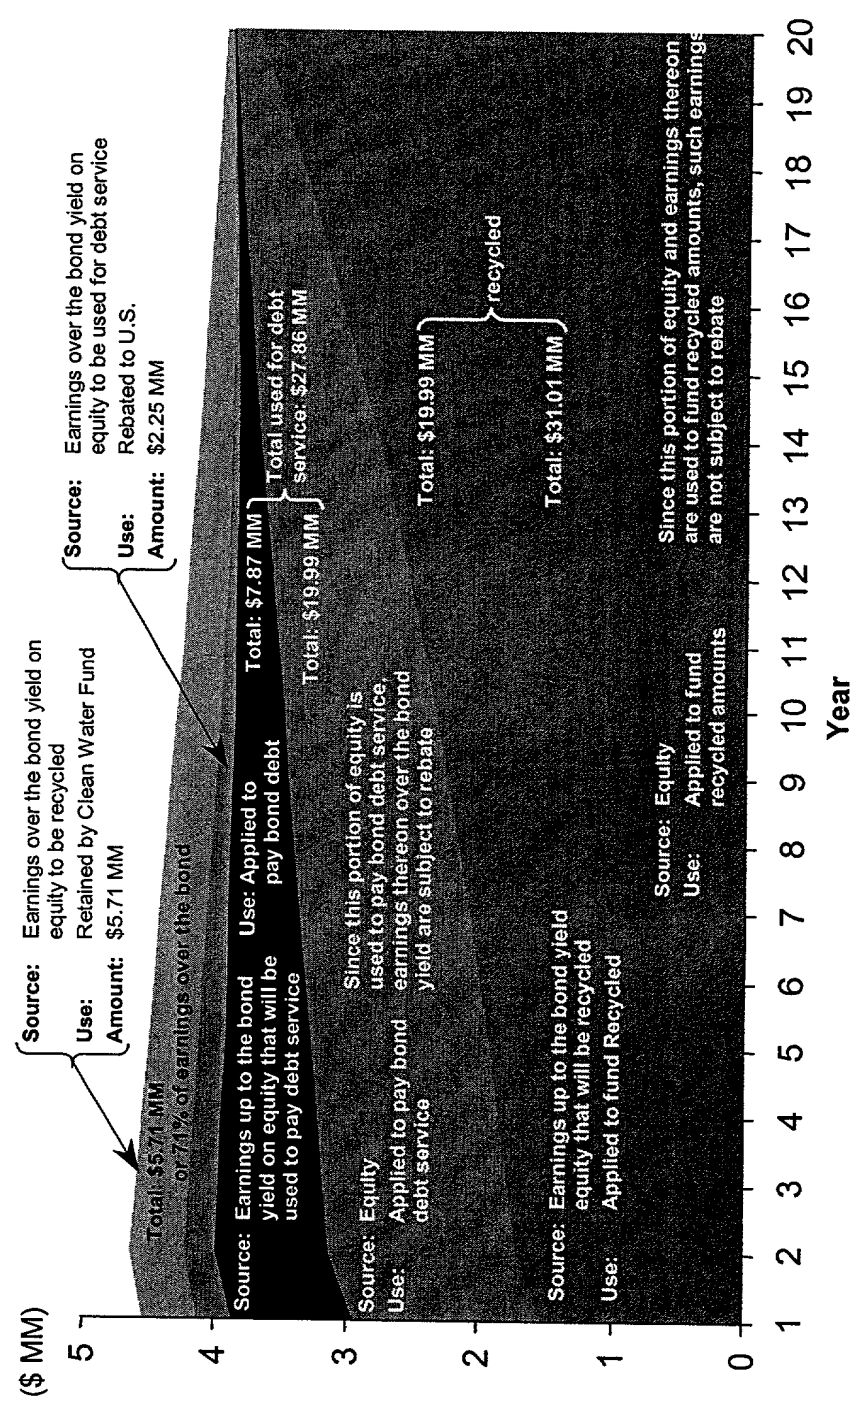 ($ MM)
5
4
3
2
1
0
Source: Earnings over the bond yield on
equity to be recycled
Use: Retained by Clean Water Fund
Amount: $5.71 MM
Source: Earnings over the bond yield on
equity to be used for debt service
Use: Rebated to U.S.
Amount: $2.25 MM
Total: $5.71 MM
or 71% of earnings over the bond
Source: Earnings up to the bond
yield on equity that will be
used to pay debt service
Use: Applied to
pay bond debt
Total: $7.87 MM
Total: $19.99 MM
Total used for debt
service: $27.86 MM
Source: Equity
Use: Applied to pay bond
debt service
Since this portion of equity is
used to pay bond debt service,
earnings thereon over the bond
yield are subject to rebate
Total: $19.99 MM
Total: $31.01 MM
recycled
Source: Earnings up to the bond yield
equity that will be recycled
Use: Applied to fund Recycled
Source: Equity
Use: Applied to fund
recycled amounts
Since this portion of equity and earnings thereon
are used to fund recycled amounts, such earnings
are not subject to rebate
1 2 3 4 5 6 7 8 9 10 11 12 13 14 15 16 17 18 19 20
Year